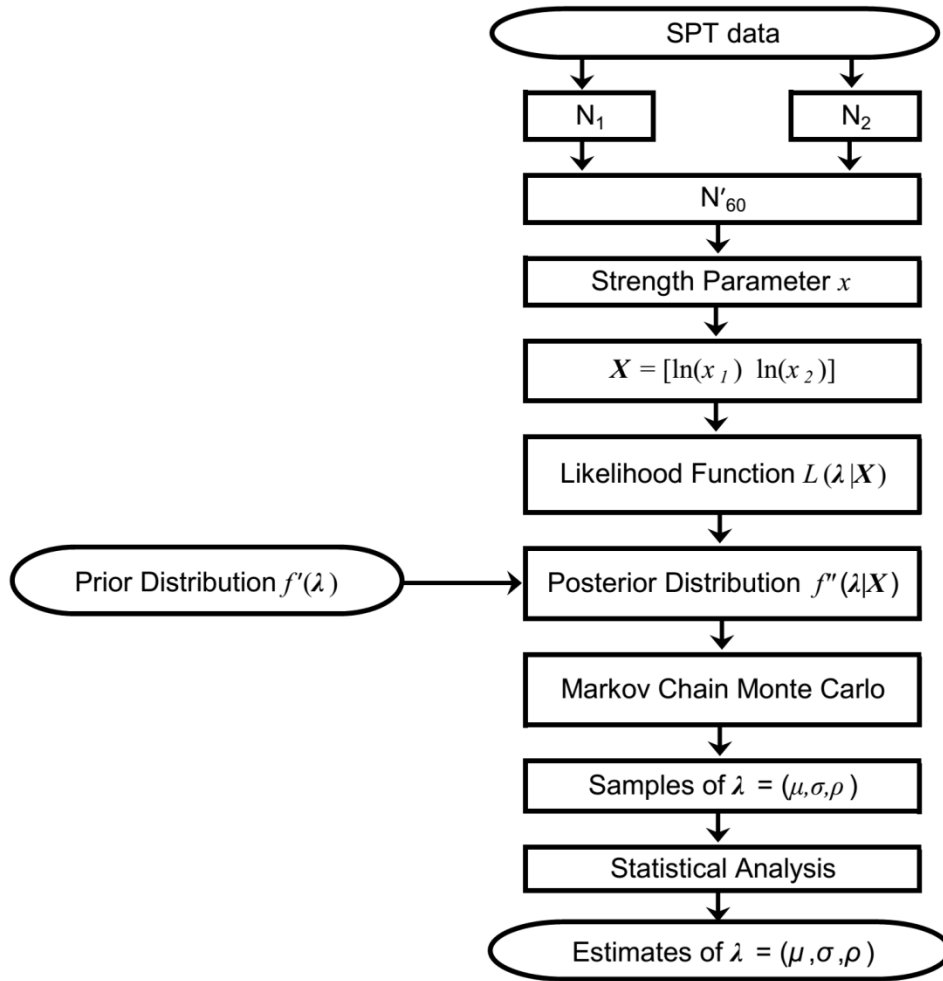 SPT data
N₁
N₂
N′₆₀
Strength Parameter x
X = [ln(x₁) ln(x₂)]
Likelihood Function L(λ|X)
Prior Distribution f′(λ)
Posterior Distribution f″(λ|X)
Markov Chain Monte Carlo
Samples of λ = (μ,σ,ρ)
Statistical Analysis
Estimates of λ = (μ,σ,ρ)